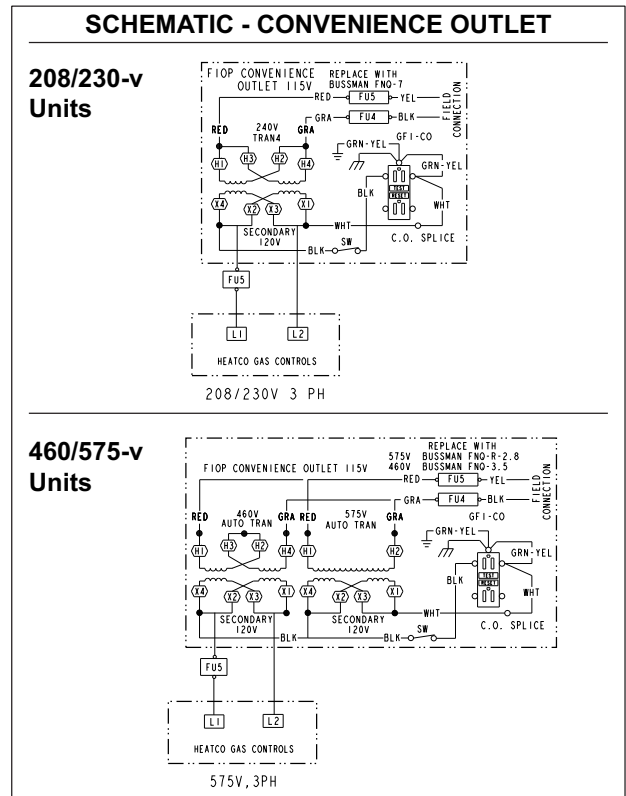 SCHEMATIC - CONVENIENCE OUTLET
208/230-v
Units
FIOP CONVENIENCE
OUTLET 115V
REPLACE WITH
BUSSMAN FNQ-7
RED FU5 YEL
GRA FU4 BLK
FIELD
CONNECTION
RED
240V
TRAN4
GRA
GFI-CO
GRN-YEL
GRN-YEL
H1 H3 H2 H4
BLK
TEST
RESET
WHT
X4 X2 X3 X1
SECONDARY
120V
WHT
C.O. SPLICE
BLK SW
FU5
L1 L2
HEATCO GAS CONTROLS
208/230V 3 PH
460/575-v
Units
REPLACE WITH
575V BUSSMAN FNQ-R-2.8
460V BUSSMAN FNQ-3.5
FIOP CONVENIENCE OUTLET 115V
RED FU5 YEL
GRA FU4 BLK
FIELD
CONNECTION
RED
460V
AUTO TRAN
GRA RED
575V
AUTO TRAN
GRA
GFI-CO
GRN-YEL
GRN-YEL
H1 H3 H2 H4 H1 H2
BLK
TEST
RESET
WHT
X4 X2 X3 X1 X4 X2 X3 X1
SECONDARY
120V
SECONDARY
120V
WHT
C.O. SPLICE
BLK BLK SW
FU5
L1 L2
HEATCO GAS CONTROLS
575V,3PH